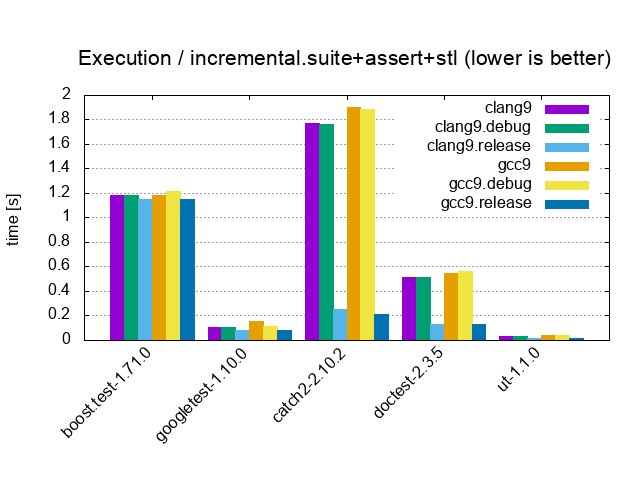 Execution / incremental.suite+assert+stl (lower is better)
time [s]
2
1.8
1.6
1.4
1.2
1
0.8
0.6
0.4
0.2
0
clang9
clang9.debug
clang9.release
gcc9
gcc9.debug
gcc9.release
boost.test-1.71.0
googletest-1.10.0
catch2-2.10.2
doctest-2.3.5
ut-1.1.0